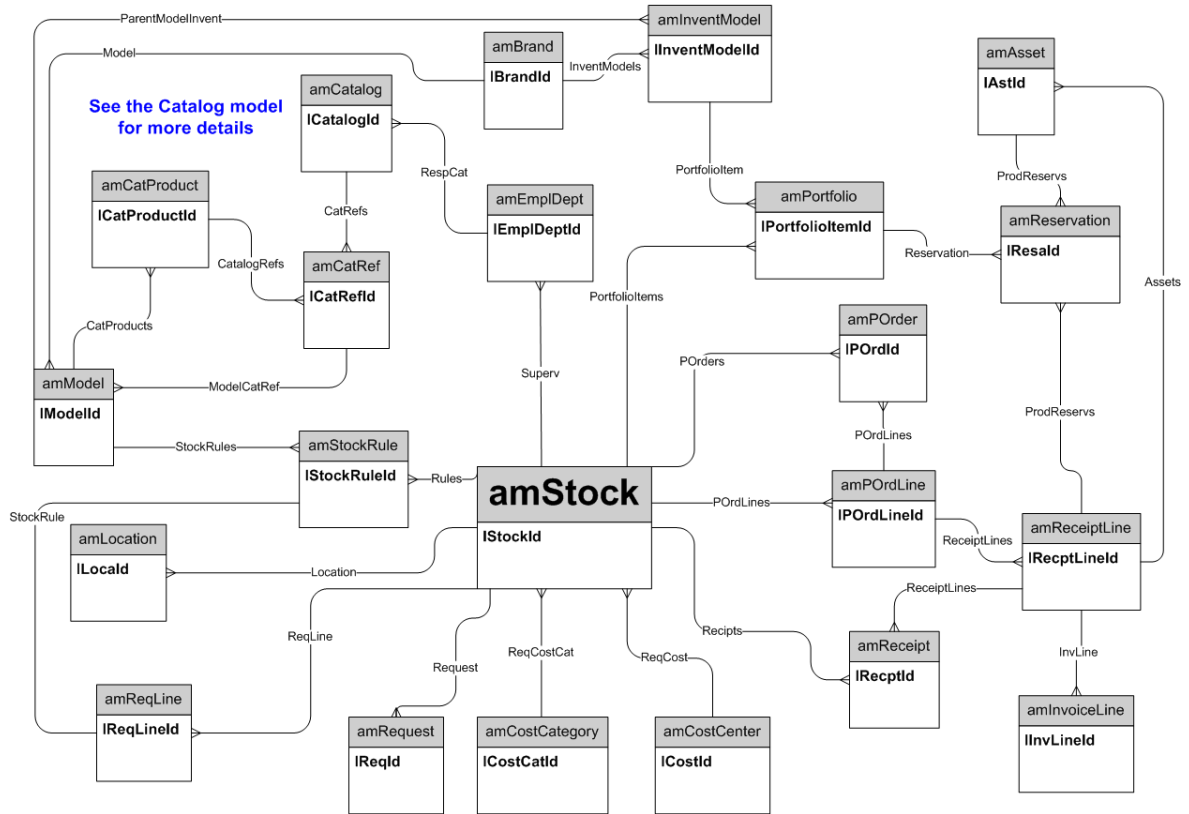 ParentModelInvent
amInventModel
lInventModelId
amBrand
lBrandId
Model
InventModels
amAsset
lAstId
amCatalog
lCatalogId
See the Catalog model
for more details
RespCat
PortfolioItem
ProdReservs
amCatProduct
lCatProductId
CatRefs
amEmplDept
lEmplDeptId
amPortfolio
lPortfolioItemId
amReservation
lResaId
Reservation
CatalogRefs
amCatRef
lCatRefId
Assets
PortfolioItems
CatProducts
amPOrder
lPOrdId
POrders
Superv
amModel
lModelId
ModelCatRef
ProdReservs
POrdLines
StockRules
amStockRule
lStockRuleId
Rules
amStock
lStockId
amPOrdLine
lPOrdLineId
POrdLines
StockRule
amLocation
lLocaId
Location
ReceiptLines
amReceiptLine
lRecptLineId
ReceiptLines
ReqLine
Recipts
amReceipt
lRecptId
Request
ReqCostCat
ReqCost
InvLine
amReqLine
lReqLineId
amRequest
lReqId
amCostCategory
lCostCatId
amCostCenter
lCostId
amInvoiceLine
lInvLineId